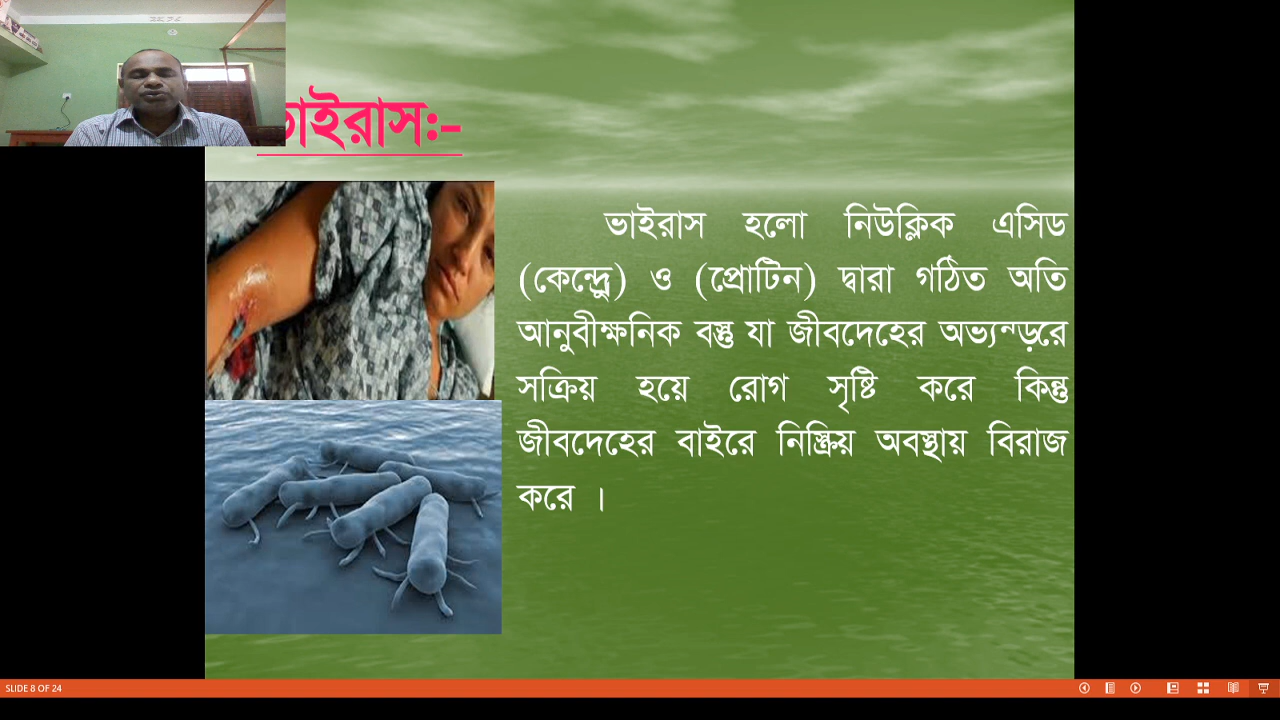 ভাইরাসঃ-
ভাইরাস হলো নিউক্লিক এসিড
(কেন্দ্রে) ও (প্রোটিন) দ্বারা গঠিত অতি
আনুবীক্ষনিক বস্তু যা জীবদেহের অভ্যন্ড়রে
সক্রিয় হয়ে রোগ সৃষ্টি করে কিন্তু
জীবদেহের বাইরে নিস্ক্রিয় অবস্থায় বিরাজ
করে ।
SLIDE 8 OF 24